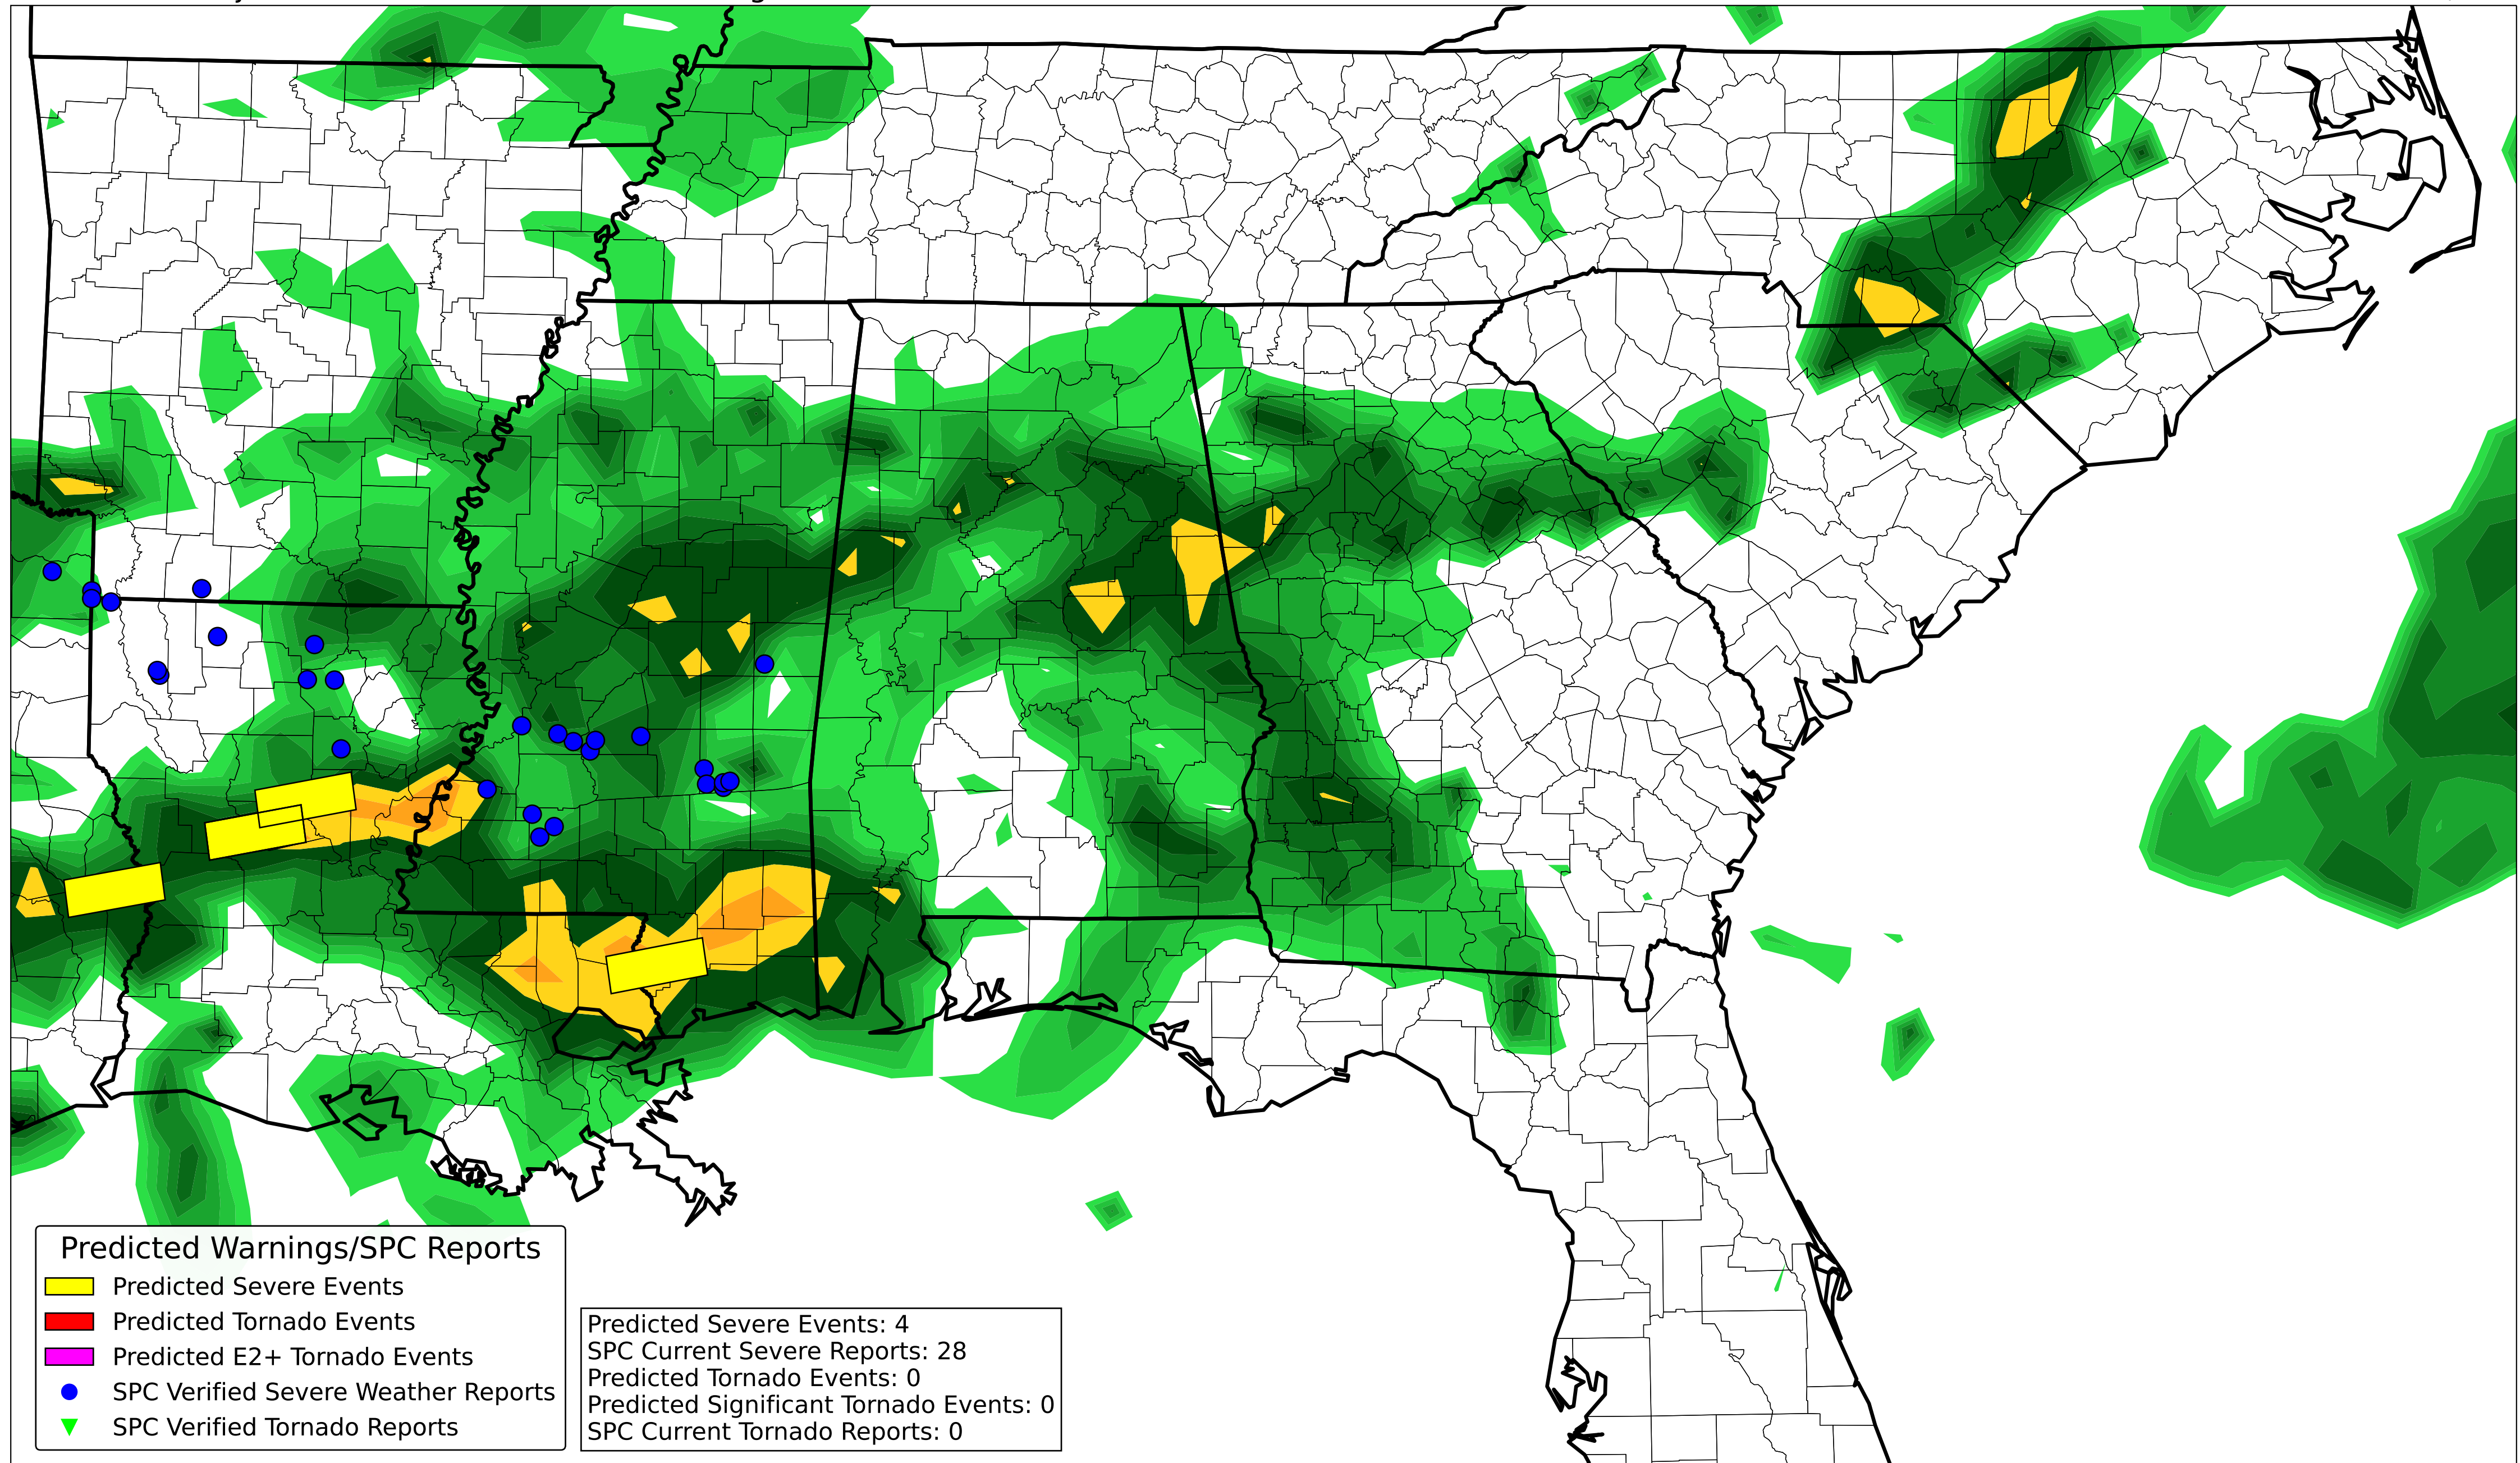 Predicted Warnings/SPC Reports
Predicted Severe Events
Predicted Tornado Events
Predicted E2+ Tornado Events
SPC Verified Severe Weather Reports
SPC Verified Tornado Reports
Predicted Severe Events: 4
SPC Current Severe Reports: 28
Predicted Tornado Events: 0
Predicted Significant Tornado Events: 0
SPC Current Tornado Reports: 0